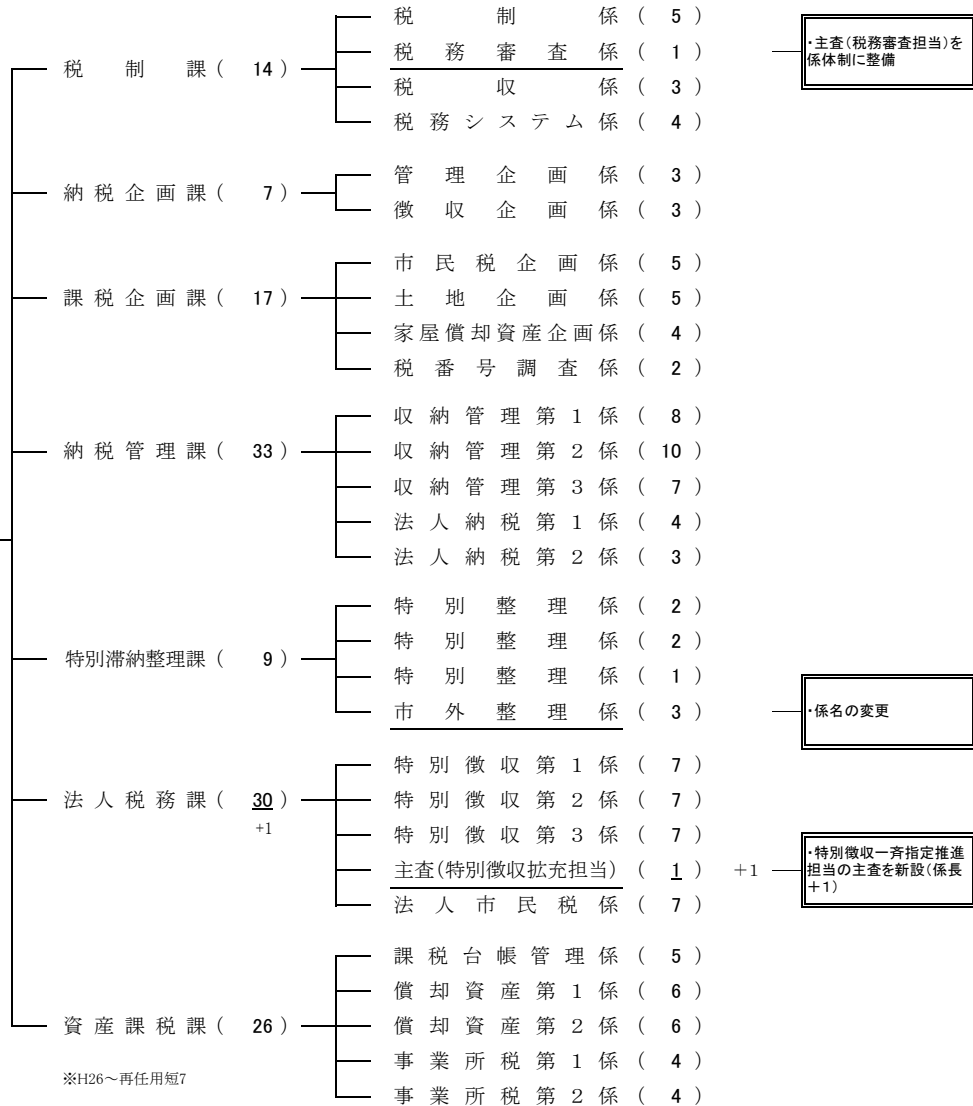 税制課( 14 )
税制係( 5 )
税務審査係( 1 )
・主査(税務審査担当)を
係体制に整備
税収係( 3 )
税務システム係( 4 )
納税企画課( 7 )
管理企画係( 3 )
徴収企画係( 3 )
課税企画課( 17 )
市民税企画係( 5 )
土地企画係( 5 )
家屋償却資産企画係( 4 )
税番号調査係( 2 )
納税管理課( 33 )
収納管理第1係( 8 )
収納管理第2係( 10 )
収納管理第3係( 7 )
法人納税第1係( 4 )
法人納税第2係( 3 )
特別滞納整理課( 9 )
特別整理係( 2 )
特別整理係( 2 )
特別整理係( 1 )
市外整理係( 3 )
・係名の変更
法人税務課( 30 )
+1
特別徴収第1係( 7 )
特別徴収第2係( 7 )
特別徴収第3係( 7 )
主査(特別徴収拡充担当)( 1 ) +1
・特別徴収一斉指定推進
担当の主査を新設(係長
+1)
法人市民税係( 7 )
資産課税課( 26 )
※H26~再任用短7
課税台帳管理係( 5 )
償却資産第1係( 6 )
償却資産第2係( 6 )
事業所税第1係( 4 )
事業所税第2係( 4 )